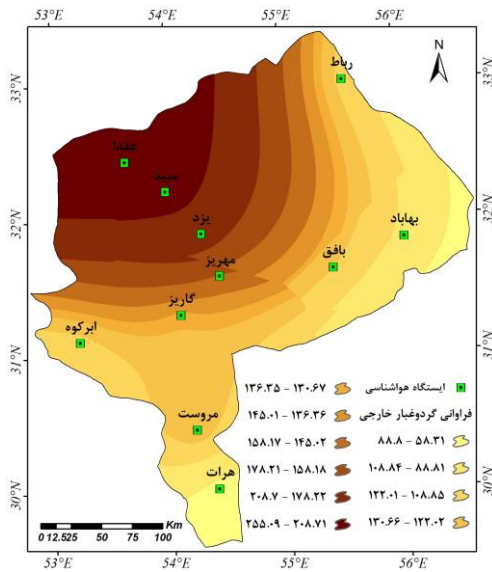 53°E 54°E 55°E 56°E
N
33°N 33°N
رباط
عقدا
میبد
32°N 32°N
یزد
بهاباد
مهریز
بافق
گاریز
31°N 31°N
ابرکوه
مروست
30°N 30°N
هرات
ایستگاه هواشناسی
فراوانی گردوغبار خارجی
۸۸.۸ - ۵۸.۳۱
۱۰۸.۸۴ - ۸۸.۸۱
۱۲۲.۰۱ - ۱۰۸.۸۵
۱۳۰.۶۶ - ۱۲۲.۰۲
۱۳۶.۳۵ - ۱۳۰.۶۷
۱۴۵.۰۱ - ۱۳۶.۳۶
۱۵۸.۱۷ - ۱۴۵.۰۲
۱۷۸.۲۱ - ۱۵۸.۱۸
۲۰۸.۷ - ۱۷۸.۲۲
۲۵۵.۰۹ - ۲۰۸.۷۱
0 12.525 50 75 100
Km
53°E 54°E 55°E 56°E